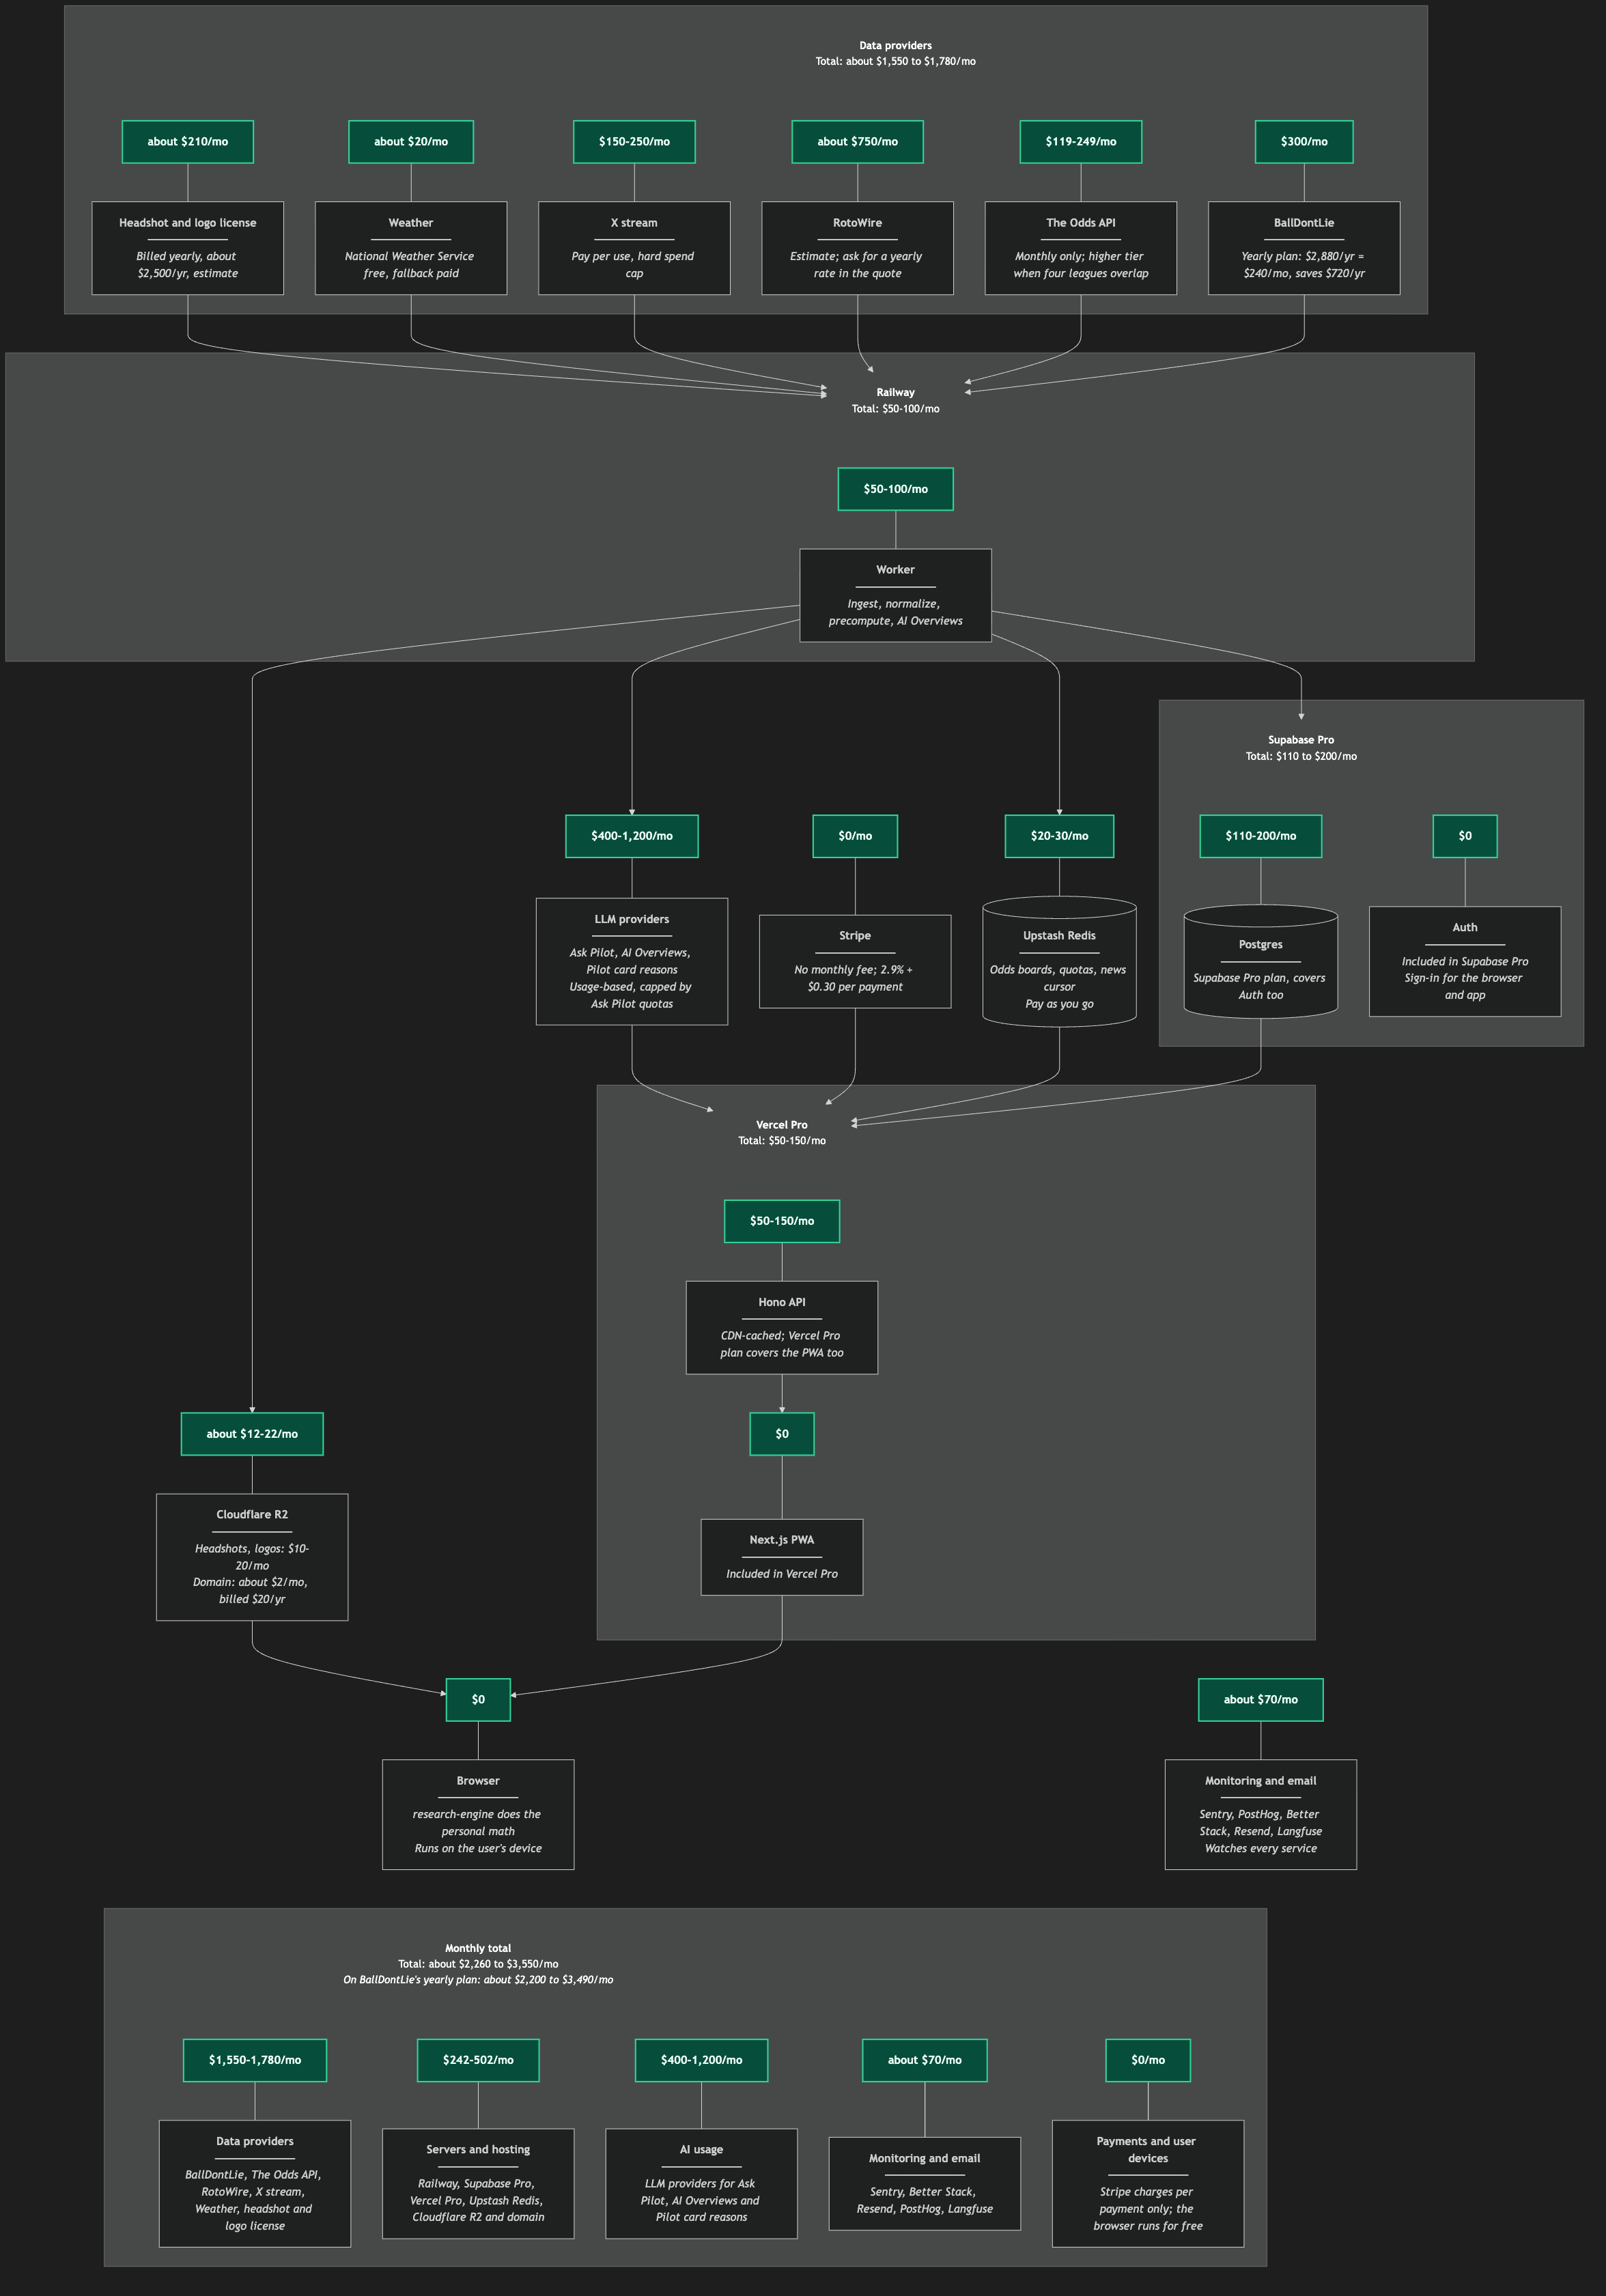 Data providers
Total: about $1,550 to $1,780/mo
about $210/mo
about $20/mo
$150-250/mo
about $750/mo
$119-249/mo
$300/mo
Headshot and logo license
Billed yearly, about
$2,500/yr, estimate
Weather
National Weather Service
free, fallback paid
X stream
Pay per use, hard spend
cap
RotoWire
Estimate; ask for a yearly
rate in the quote
The Odds API
Monthly only; higher tier
when four leagues overlap
BallDontLie
Yearly plan: $2,880/yr =
$240/mo, saves $720/yr
Railway
Total: $50-100/mo
$50-100/mo
Worker
Ingest, normalize,
precompute, AI Overviews
Supabase Pro
Total: $110 to $200/mo
$400-1,200/mo
$0/mo
$20-30/mo
$110-200/mo
$0
LLM providers
Ask Pilot, AI Overviews,
Pilot card reasons
Usage-based, capped by
Ask Pilot quotas
Stripe
No monthly fee; 2.9% +
$0.30 per payment
Upstash Redis
Odds boards, quotas, news
cursor
Pay as you go
Postgres
Supabase Pro plan, covers
Auth too
Auth
Included in Supabase Pro
Sign-in for the browser
and app
Vercel Pro
Total: $50-150/mo
$50-150/mo
Hono API
CDN-cached; Vercel Pro
plan covers the PWA too
about $12-22/mo
$0
Cloudflare R2
Headshots, logos: $10-
20/mo
Domain: about $2/mo,
billed $20/yr
Next.js PWA
Included in Vercel Pro
$0
about $70/mo
Browser
research-engine does the
personal math
Runs on the user's device
Monitoring and email
Sentry, PostHog, Better
Stack, Resend, Langfuse
Watches every service
Monthly total
Total: about $2,260 to $3,550/mo
On BallDontLie's yearly plan: about $2,200 to $3,490/mo
$1,550-1,780/mo
$242-502/mo
$400-1,200/mo
about $70/mo
$0/mo
Data providers
BallDontLie, The Odds API,
RotoWire, X stream,
Weather, headshot and
logo license
Servers and hosting
Railway, Supabase Pro,
Vercel Pro, Upstash Redis,
Cloudflare R2 and domain
AI usage
LLM providers for Ask
Pilot, AI Overviews and
Pilot card reasons
Monitoring and email
Sentry, Better Stack,
Resend, PostHog, Langfuse
Payments and user
devices
Stripe charges per
payment only; the
browser runs for free